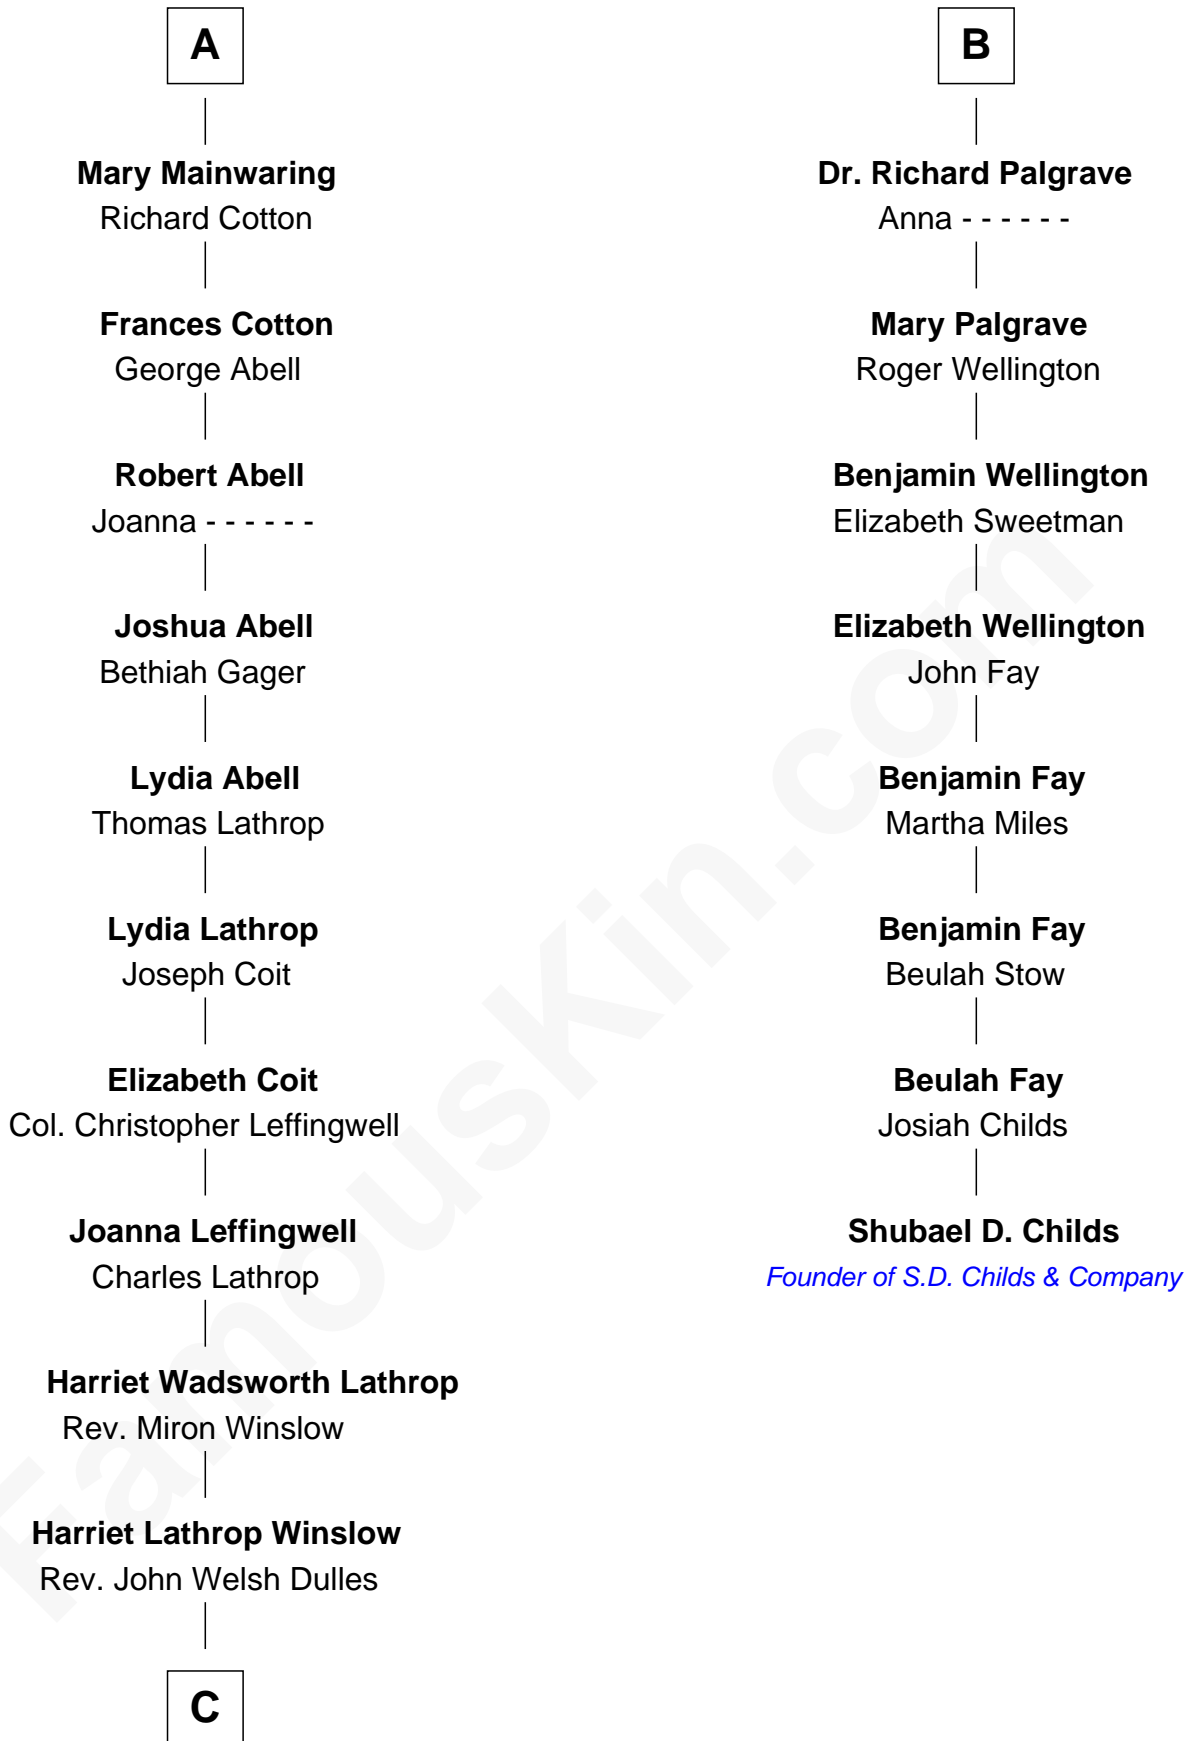 A
Mary Mainwaring
Richard Cotton
Frances Cotton
George Abell
Robert Abell
Joanna - - - - - -
Joshua Abell
Bethiah Gager
Lydia Abell
Thomas Lathrop
Lydia Lathrop
Joseph Coit
Elizabeth Coit
Col. Christopher Leffingwell
Joanna Leffingwell
Charles Lathrop
Harriet Wadsworth Lathrop
Rev. Miron Winslow
Harriet Lathrop Winslow
Rev. John Welsh Dulles
C
B
Dr. Richard Palgrave
Anna - - - - - -
Mary Palgrave
Roger Wellington
Benjamin Wellington
Elizabeth Sweetman
Elizabeth Wellington
John Fay
Benjamin Fay
Martha Miles
Benjamin Fay
Beulah Stow
Beulah Fay
Josiah Childs
Shubael D. Childs
Founder of S.D. Childs & Company
FamousKin.com